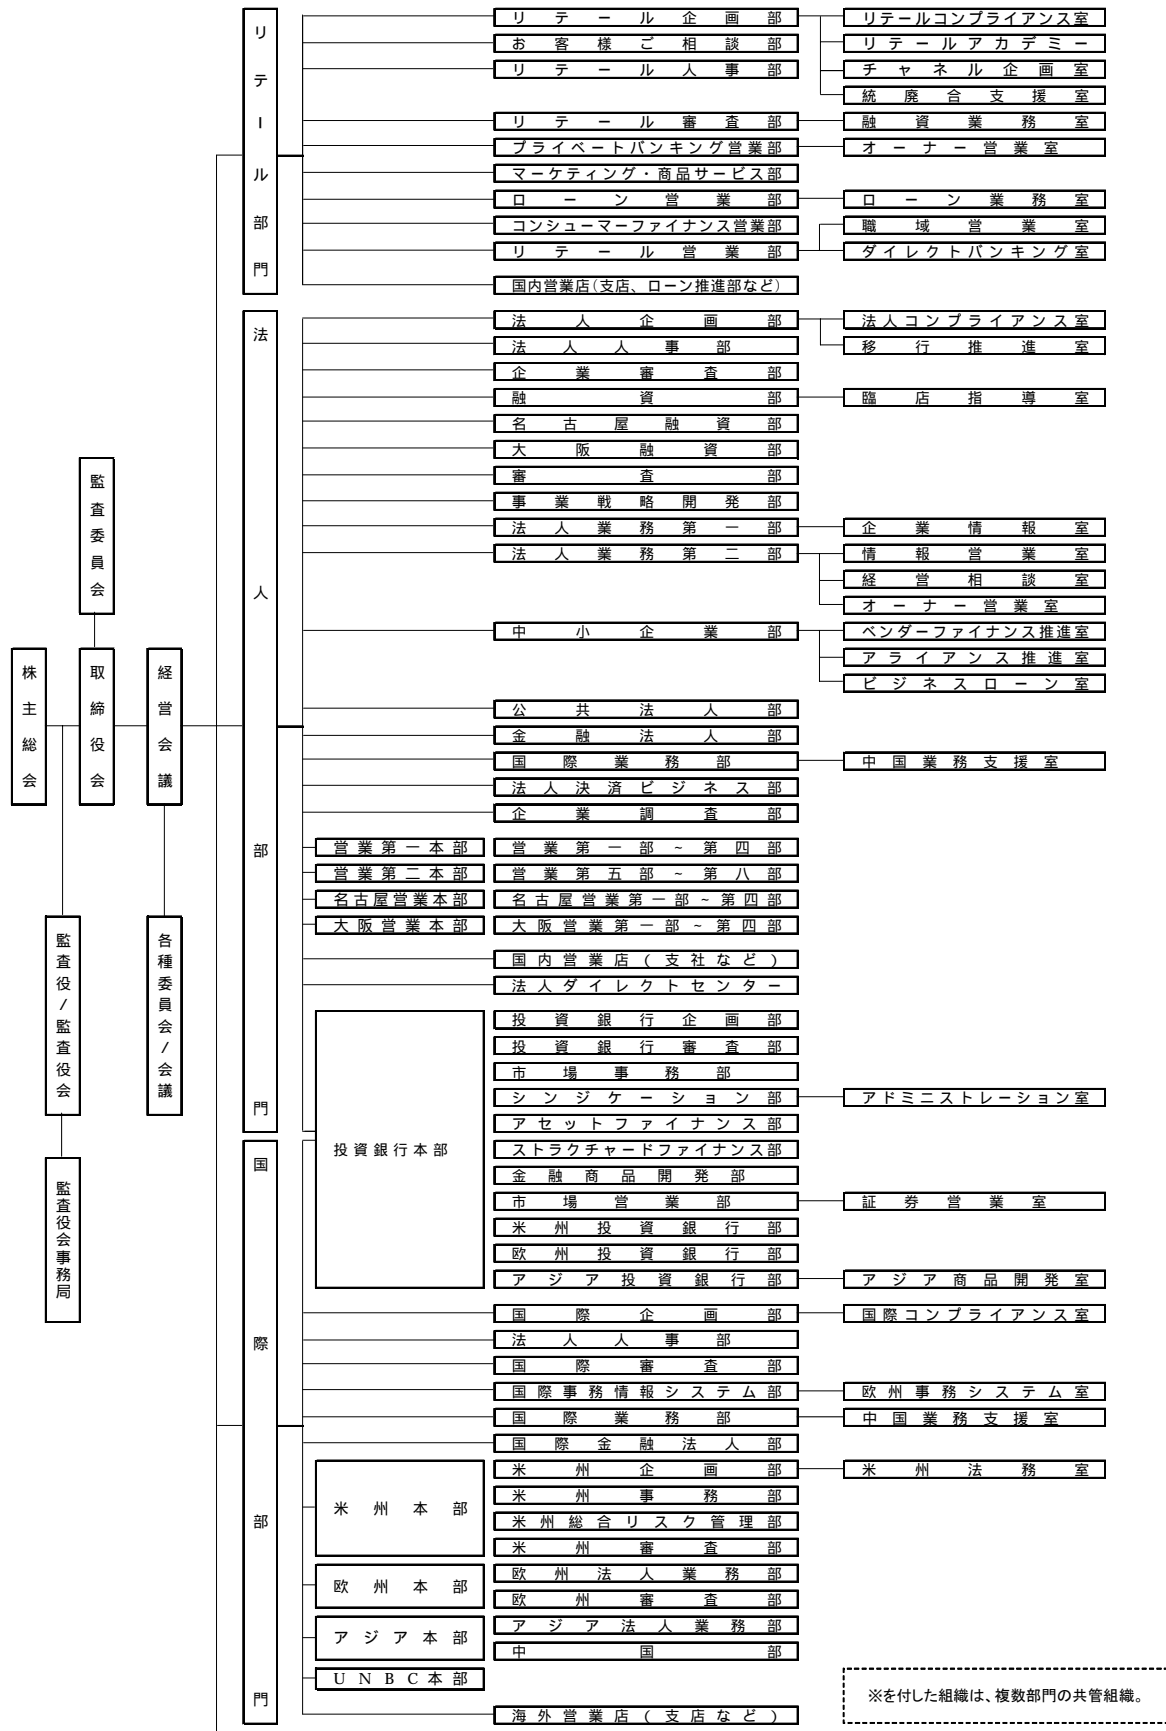 株主総会
監査委員会
取締役会
経営会議
監査役/監査役会
監査役会事務局
各種委員会/会議
リテール部門
リテール企画部
リテールコンプライアンス室
リテールアカデミー
チャネル企画室
統廃合支援室
お客様ご相談部
リテール人事部
リテール審査部
融資業務室
プライベートバンキング営業部
オーナー営業室
マーケティング・商品サービス部
ローン営業部
ローン業務室
コンシューマーファイナンス営業部
リテール営業部
職域営業室
ダイレクトバンキング室
国内営業店(支店、ローン推進部など)
法人部門
法人企画部
法人コンプライアンス室
移行推進室
法人人事部
企業審査部
融資部
臨店指導室
名古屋融資部
大阪融資部
審査部
事業戦略開発部
法人業務第一部
企業情報室
法人業務第二部
情報営業室
経営相談室
オーナー営業室
中小企業部
ベンダーファイナンス推進室
アライアンス推進室
ビジネスローン室
公共法人部
金融法人部
国際業務部
中国業務支援室
法人決済ビジネス部
企業調査部
営業第一本部
営業第一部~第四部
営業第二本部
営業第五部~第八部
名古屋営業本部
名古屋営業第一部~第四部
大阪営業本部
大阪営業第一部~第四部
国内営業店(支社など)
法人ダイレクトセンター
投資銀行本部
投資銀行企画部
投資銀行審査部
市場事務部
シンジケーション部
アドミニストレーション室
アセットファイナンス部
ストラクチャードファイナンス部
金融商品開発部
市場営業部
証券営業室
米州投資銀行部
欧州投資銀行部
アジア投資銀行部
アジア商品開発室
国際部門
国際企画部
国際コンプライアンス室
法人人事部
国際審査部
国際事務情報システム部
欧州事務システム室
国際業務部
中国業務支援室
国際金融法人部
米州本部
米州企画部
米州法務室
米州事務部
米州総合リスク管理部
米州審査部
欧州本部
欧州法人業務部
欧州審査部
アジア本部
アジア法人業務部
中国部
UNBC本部
海外営業店(支店など)
※を付した組織は、複数部門の共管組織。